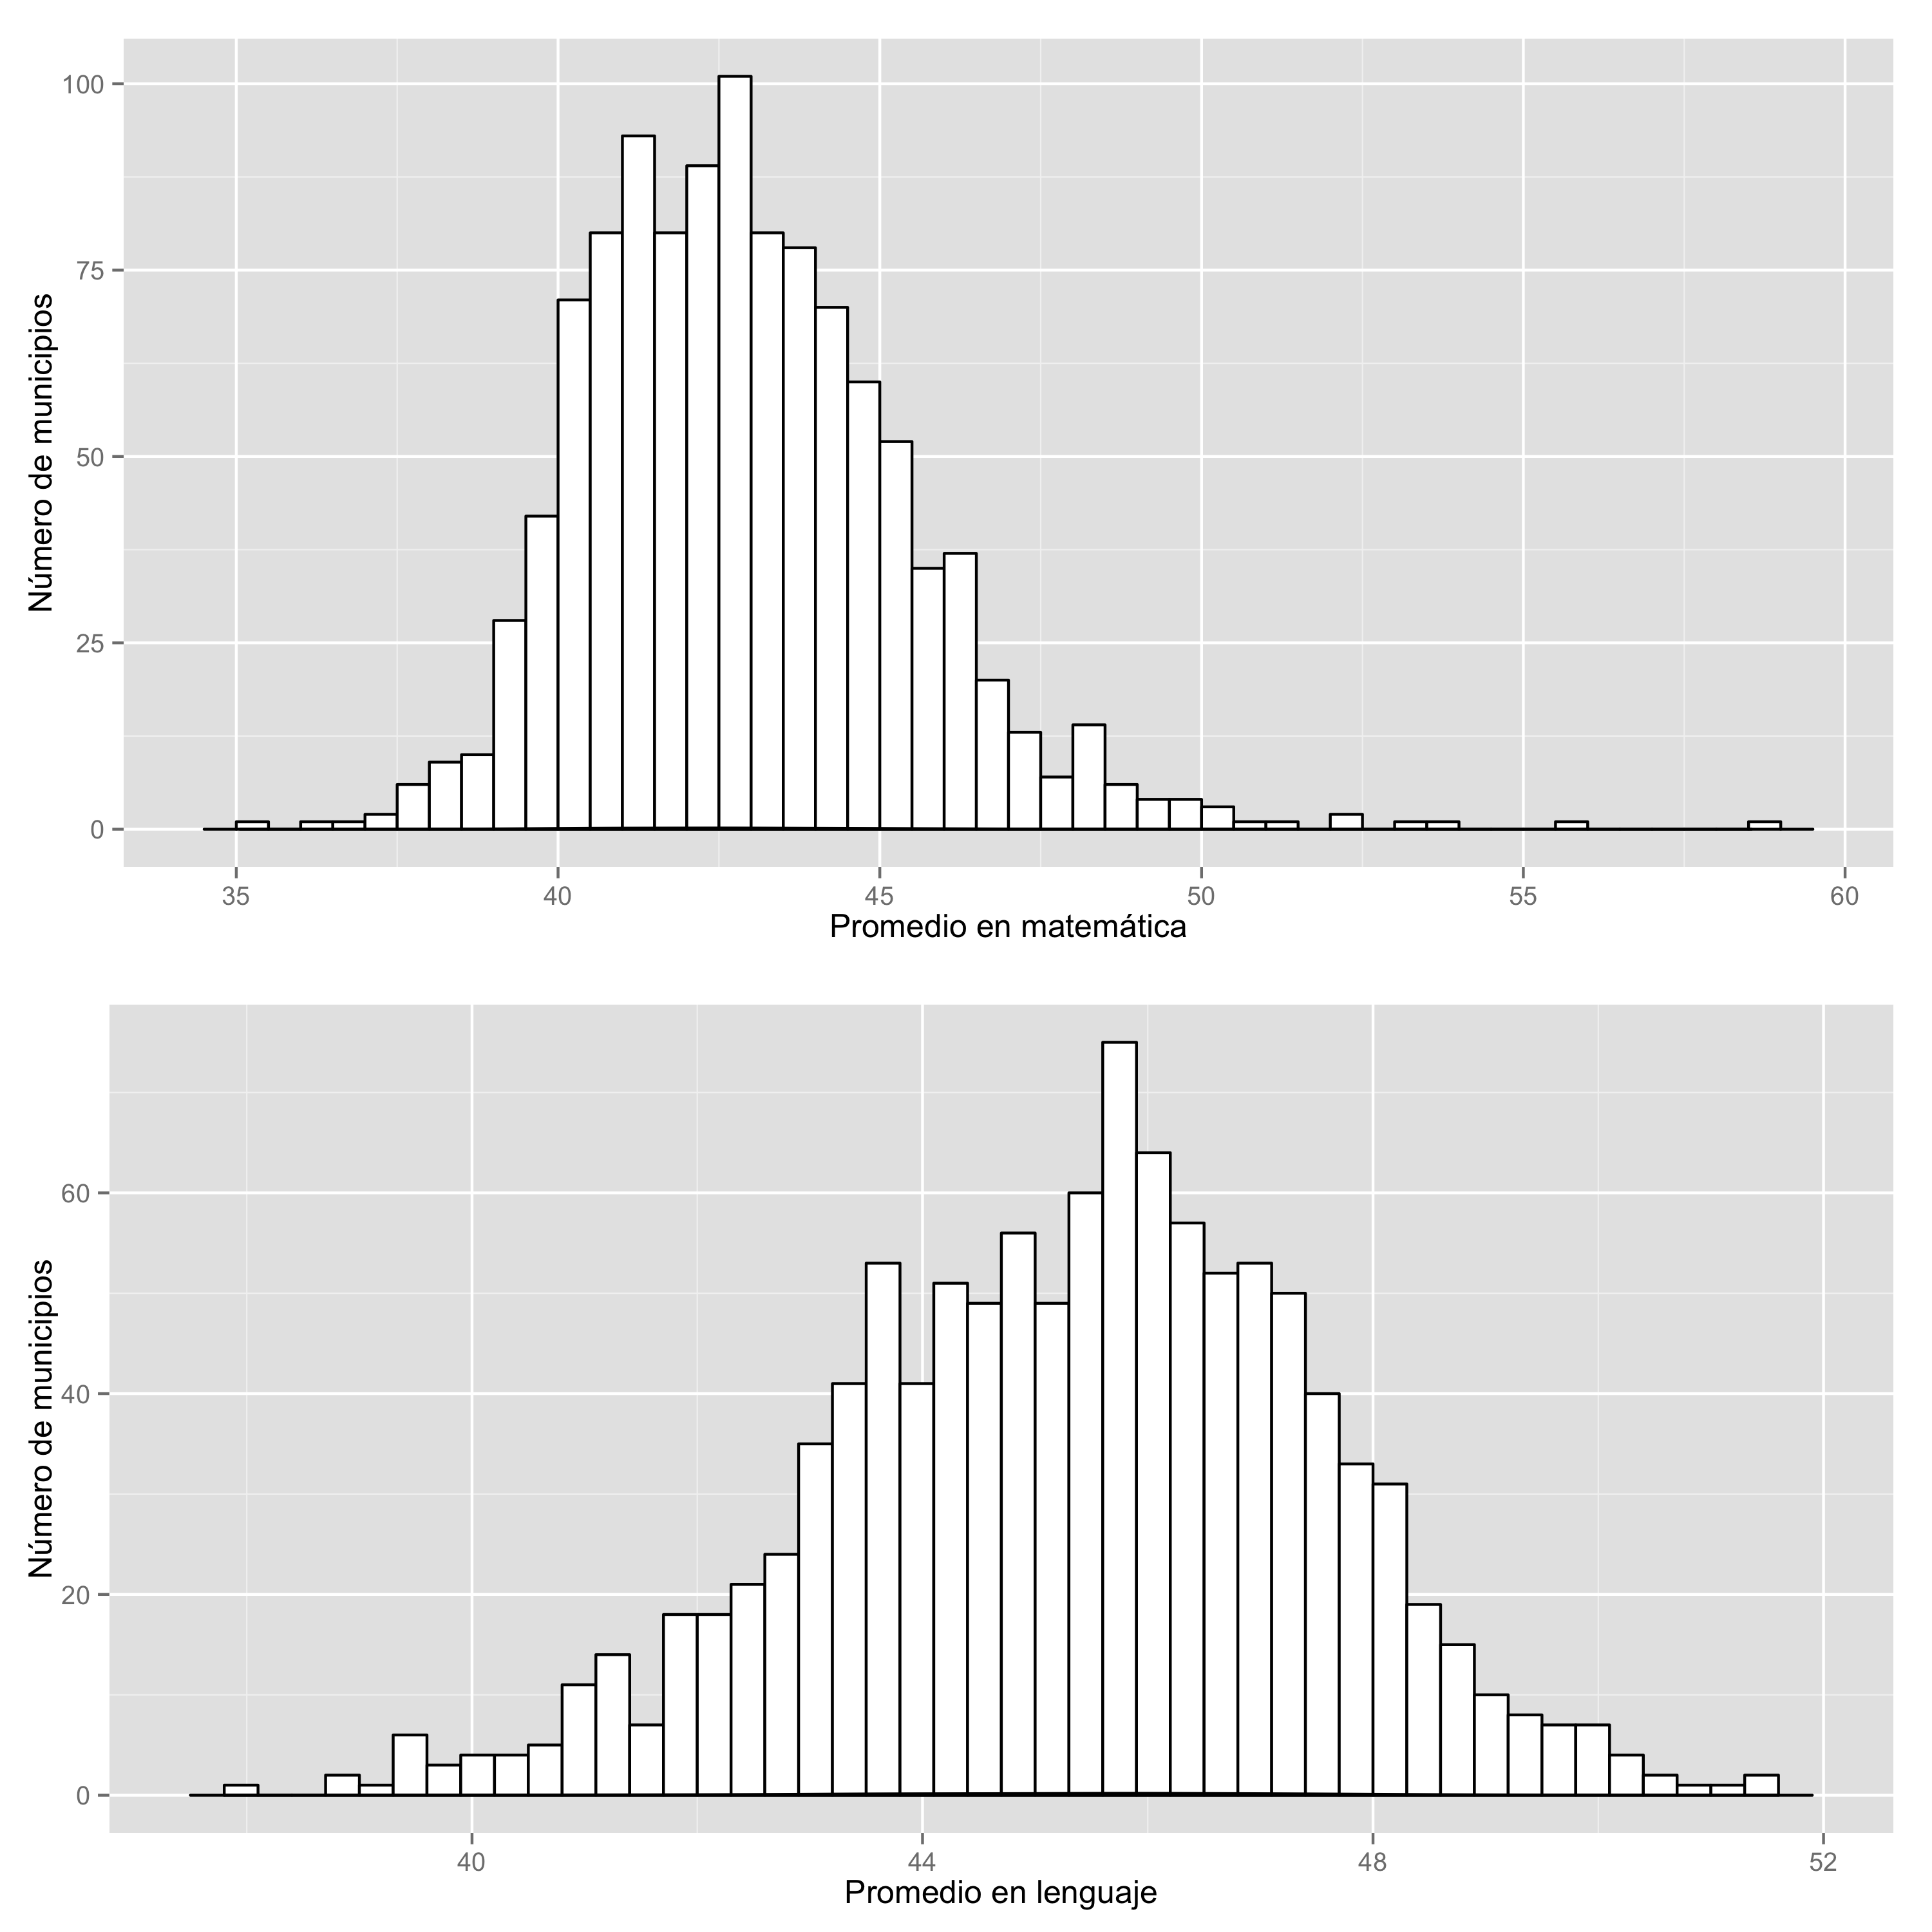 Número de municipios
100
75
50
25
0
35 40 45 50 55 60
Promedio en matemática
Número de municipios
60
40
20
0
40 44 48 52
Promedio en lenguaje